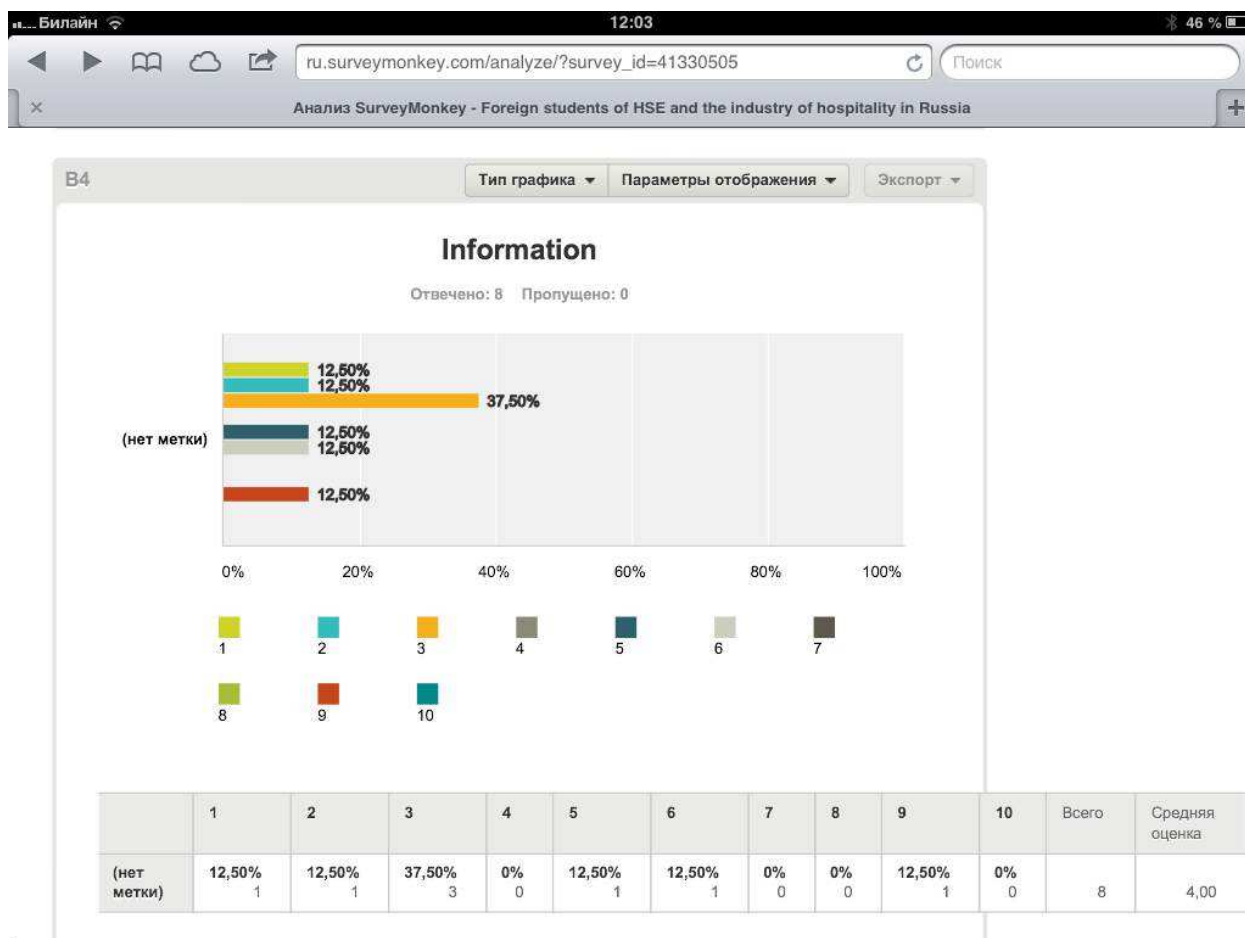 Билайн 12:03 46 %
ru.surveymonkey.com/analyze/?survey_id=41330505 Поиск
Анализ SurveyMonkey - Foreign students of HSE and the industry of hospitality in Russia
В4 Тип графика Параметры отображения Экспорт
Information
Отвечено: 8 Пропущено: 0
12,50%
12,50%
37,50%
(нет метки)
12,50%
12,50%
12,50%
0% 20% 40% 60% 80% 100%
1 2 3 4 5 6 7
8 9 10
1 2 3 4 5 6 7 8 9 10 Всего Средняя
оценка
(нет 12,50% 12,50% 37,50% 0% 12,50% 12,50% 0% 0% 12,50% 0%
метки) 1 1 3 0 1 1 0 0 1 0 8 4,00